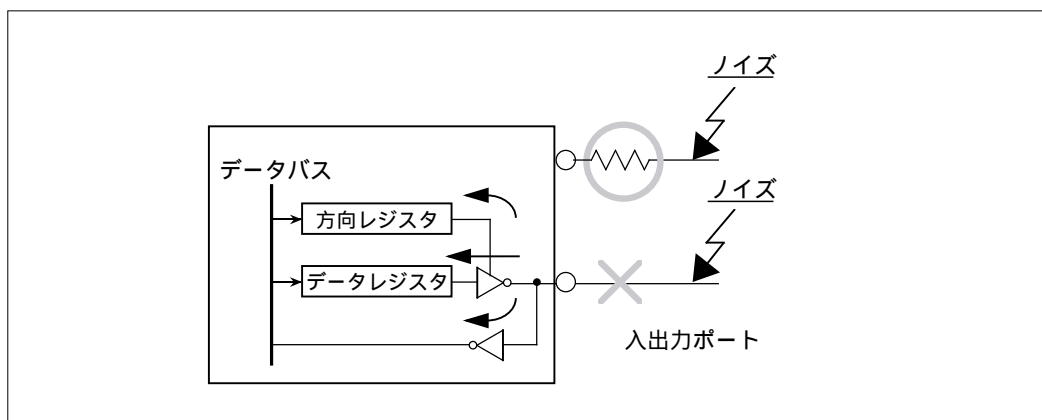 ノイズ
データバス
ノイズ
方向レジスタ
データレジスタ
入出力ポート